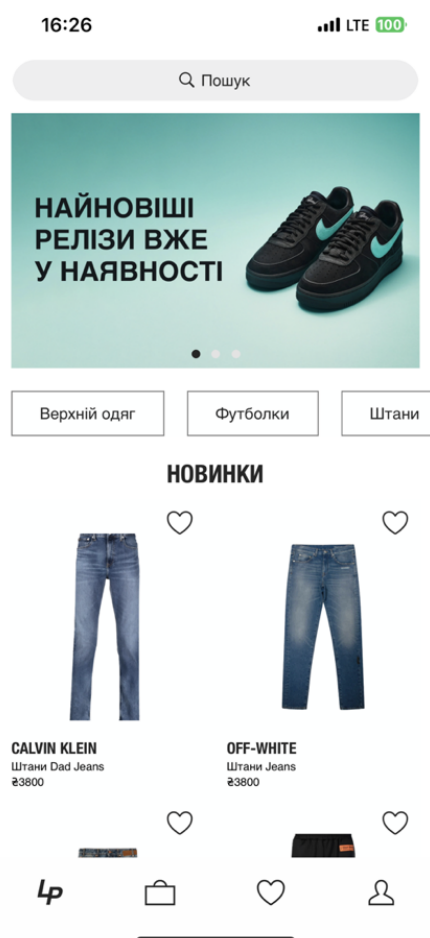 16:26
LTE 100
Пошук
НАЙНОВІШІ
РЕЛІЗИ ВЖЕ
У НАЯВНОСТІ
Верхній одяг
Футболки
Штани
НОВИНКИ
CALVIN KLEIN
Штани Dad Jeans
₴3800
OFF-WHITE
Штани Jeans
₴3800
LP